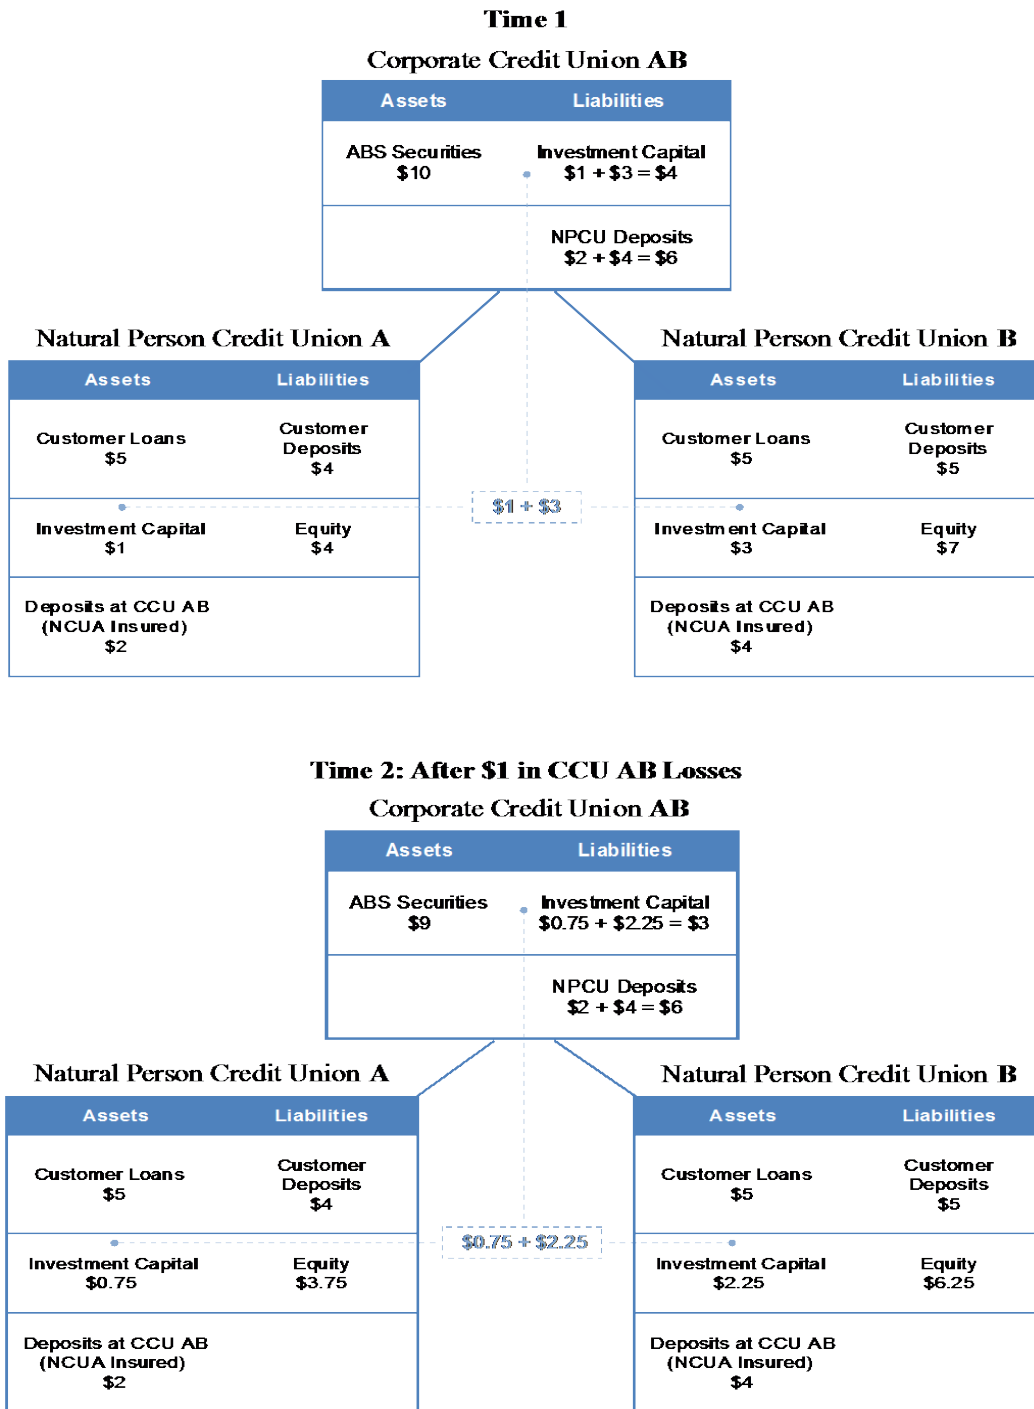 Time 1
Corporate Credit Union AB
Assets Liabilities
ABS Securities Investment Capital
$10 $1 + $3 = $4
NPCU Deposits
$2 + $4 = $6
Natural Person Credit Union A
Assets Liabilities
Customer Loans
$5
Customer
Deposits
$4
Investment Capital Equity
$1 $4
Deposits at CCU AB
(NCUA Insured)
$2
$1 + $3
Natural Person Credit Union B
Assets Liabilities
Customer Loans
$5
Customer
Deposits
$5
Investment Capital Equity
$3 $7
Deposits at CCU AB
(NCUA Insured)
$4
Time 2: After $1 in CCU AB Losses
Corporate Credit Union AB
Assets Liabilities
ABS Securities Investment Capital
$9 $0.75 + $2.25 = $3
NPCU Deposits
$2 + $4 = $6
Natural Person Credit Union A
Assets Liabilities
Customer Loans
$5
Customer
Deposits
$4
Investment Capital Equity
$0.75 $3.75
Deposits at CCU AB
(NCUA Insured)
$2
$0.75 + $2.25
Natural Person Credit Union B
Assets Liabilities
Customer Loans
$5
Customer
Deposits
$5
Investment Capital Equity
$2.25 $6.25
Deposits at CCU AB
(NCUA Insured)
$4